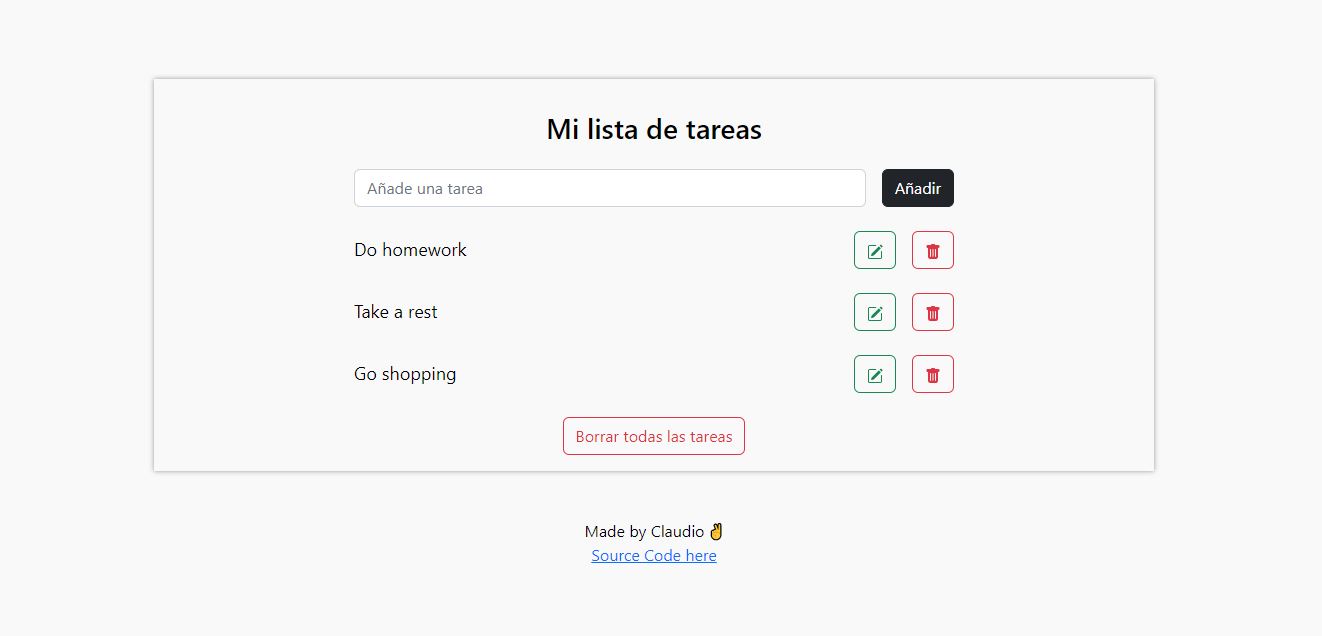 Mi lista de tareas
Añade una tarea
Añadir
Do homework
Take a rest
Go shopping
Borrar todas las tareas
Made by Claudio ✌
Source Code here